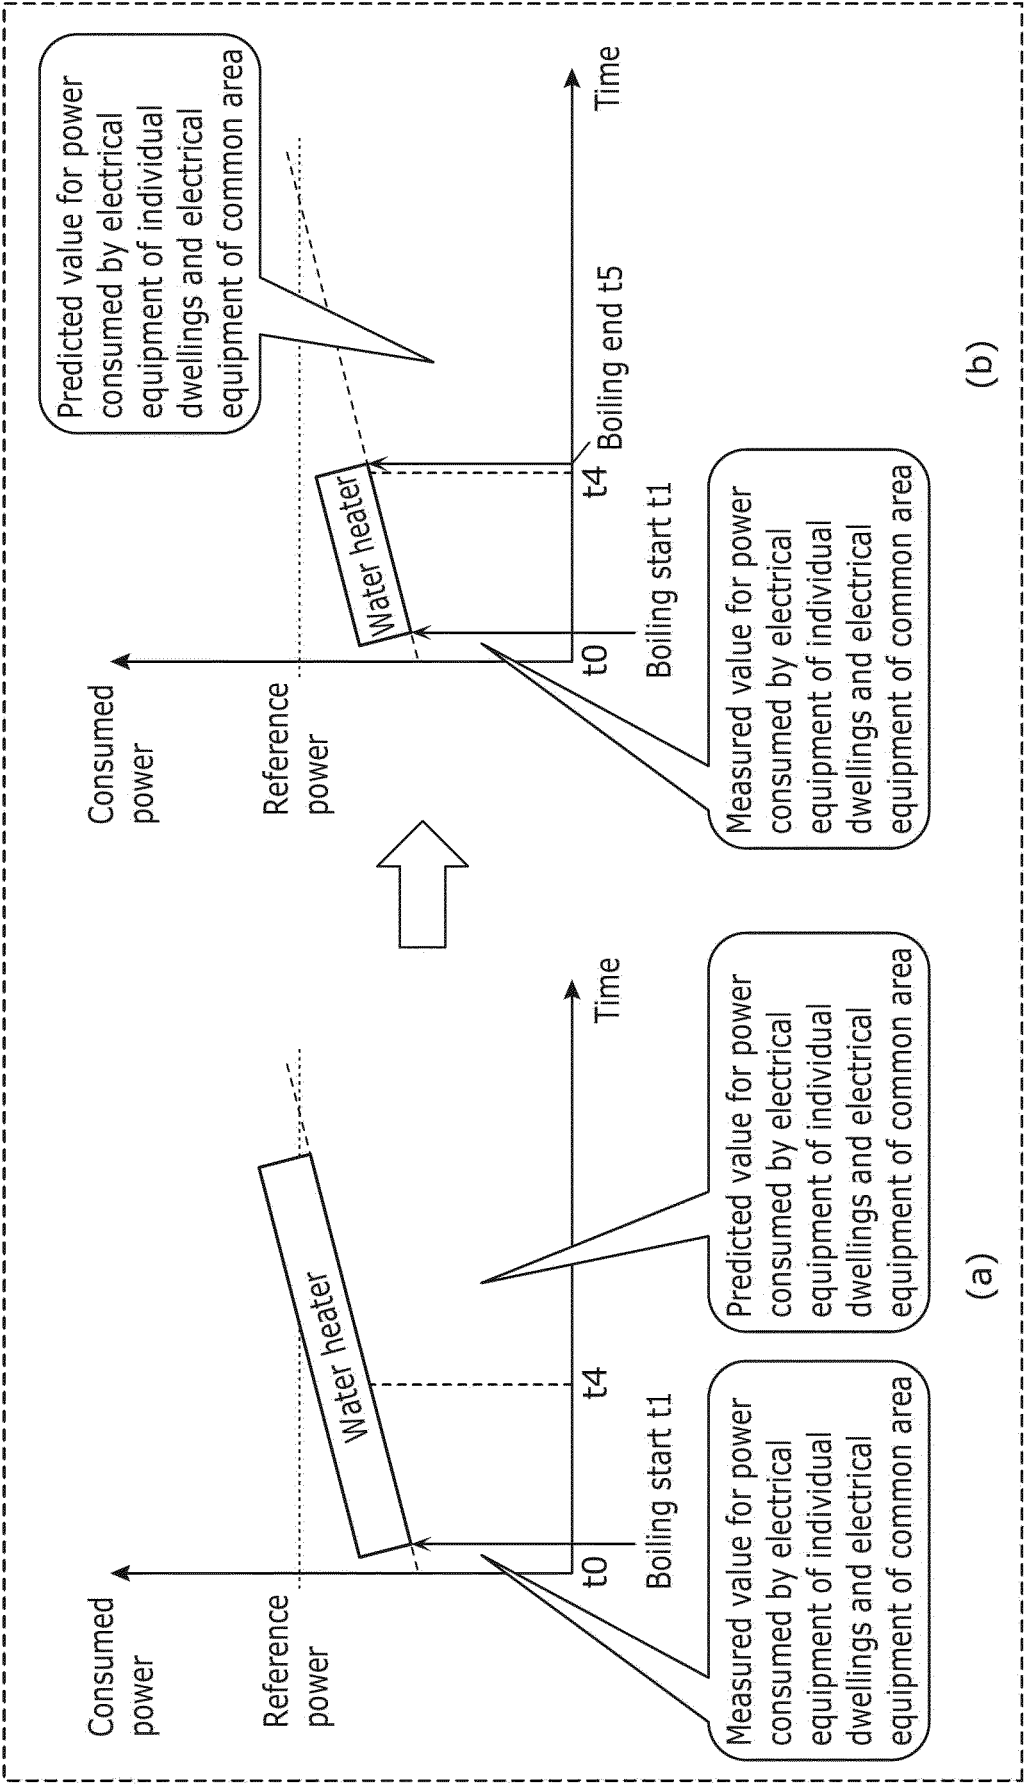 Consumed
power
Reference
power
Water heater
t0
t4
Time
Boiling start t1
Measured value for power
consumed by electrical
equipment of individual
dwellings and electrical
equipment of common area
Predicted value for power
consumed by electrical
equipment of individual
dwellings and electrical
equipment of common area
(a)
Consumed
power
Reference
power
Predicted value for power
consumed by electrical
equipment of individual
dwellings and electrical
equipment of common area
Water heater
t0
t4
Boiling end t5
Time
Boiling start t1
Measured value for power
consumed by electrical
equipment of individual
dwellings and electrical
equipment of common area
(b)